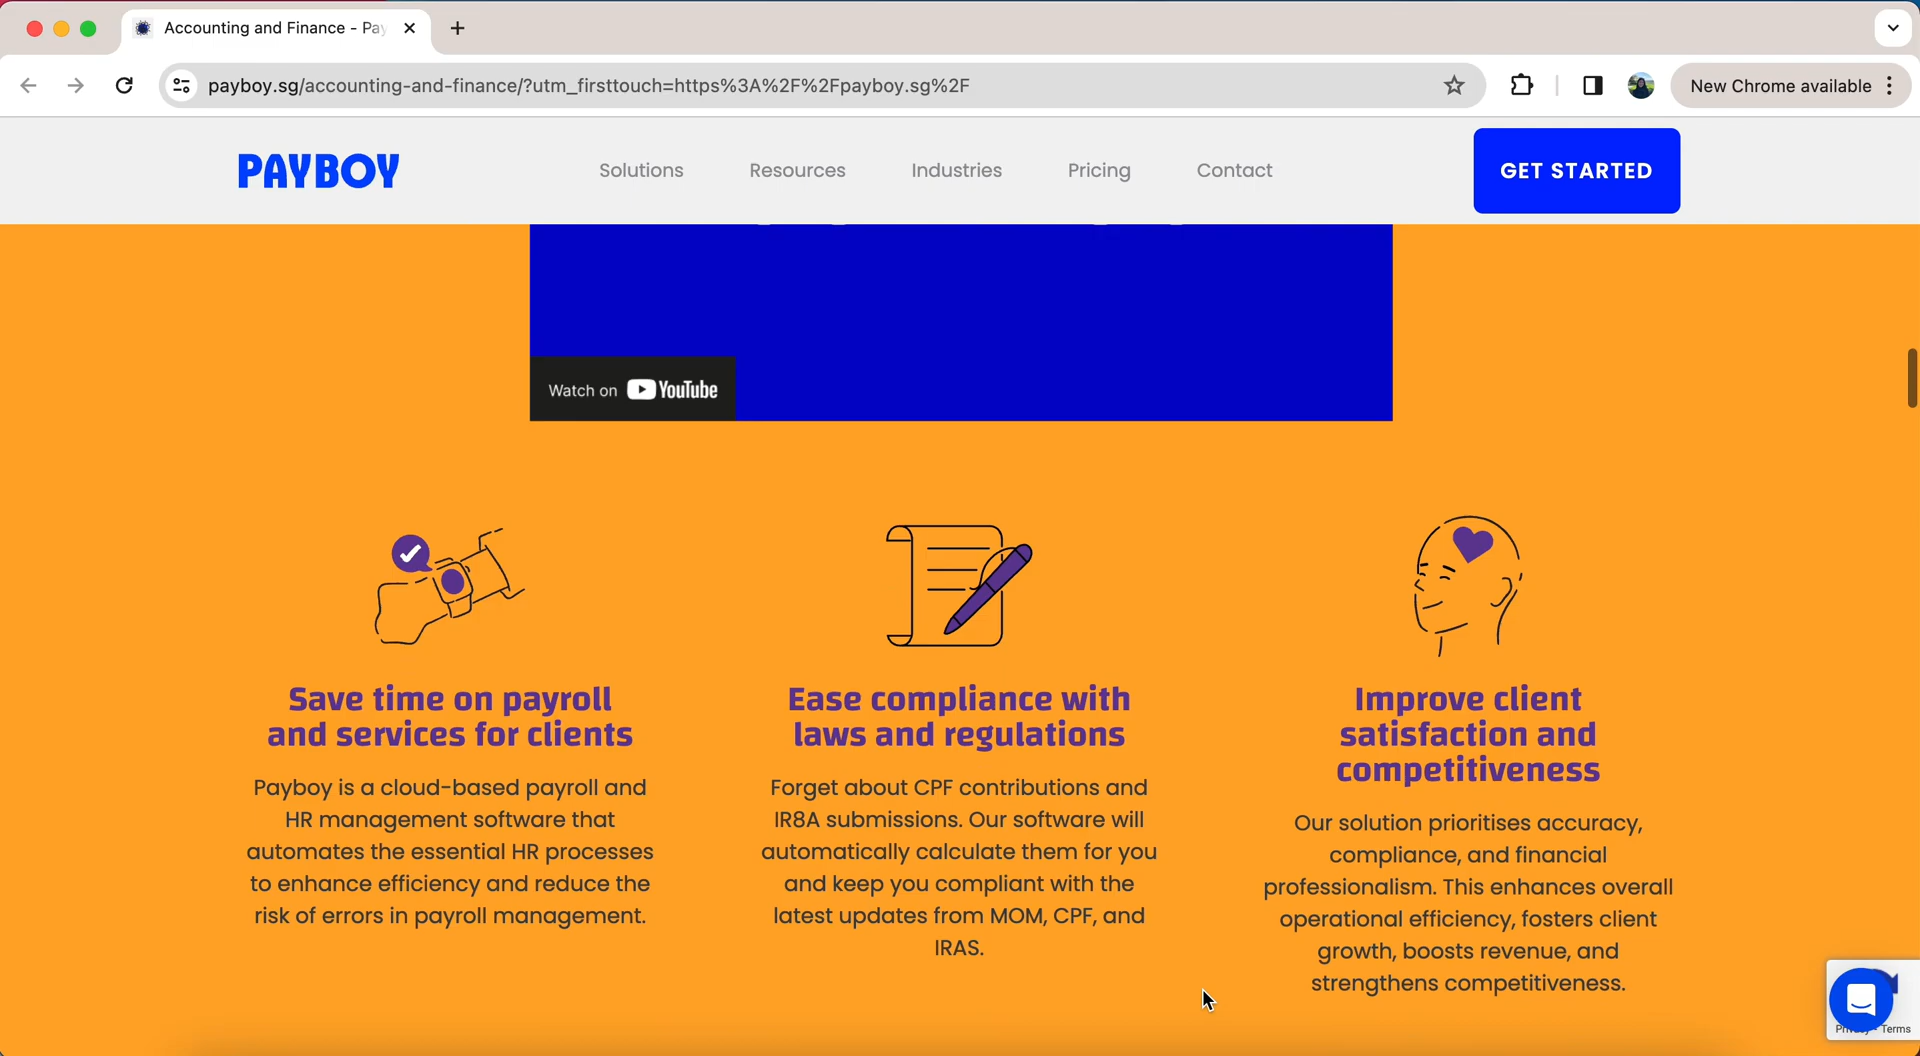 Accounting and Finance - Pay
payboy.sg/accounting-and-finance/?utm_firsttouch=https%3A%2F%2Fpayboy.sg%2F
New Chrome available
PAYBOY
Solutions
Resources
Industries
Pricing
Contact
GET STARTED
Watch on YouTube
Save time on payroll
and services for clients
Payboy is a cloud-based payroll and
HR management software that
automates the essential HR processes
to enhance efficiency and reduce the
risk of errors in payroll management.
Ease compliance with
laws and regulations
Forget about CPF contributions and
IR8A submissions. Our software will
automatically calculate them for you
and keep you compliant with the
latest updates from MOM, CPF, and
IRAS.
Improve client
satisfaction and
competitiveness
Our solution prioritises accuracy,
compliance, and financial
professionalism. This enhances overall
operational efficiency, fosters client
growth, boosts revenue, and
strengthens competitiveness.
Privacy - Terms